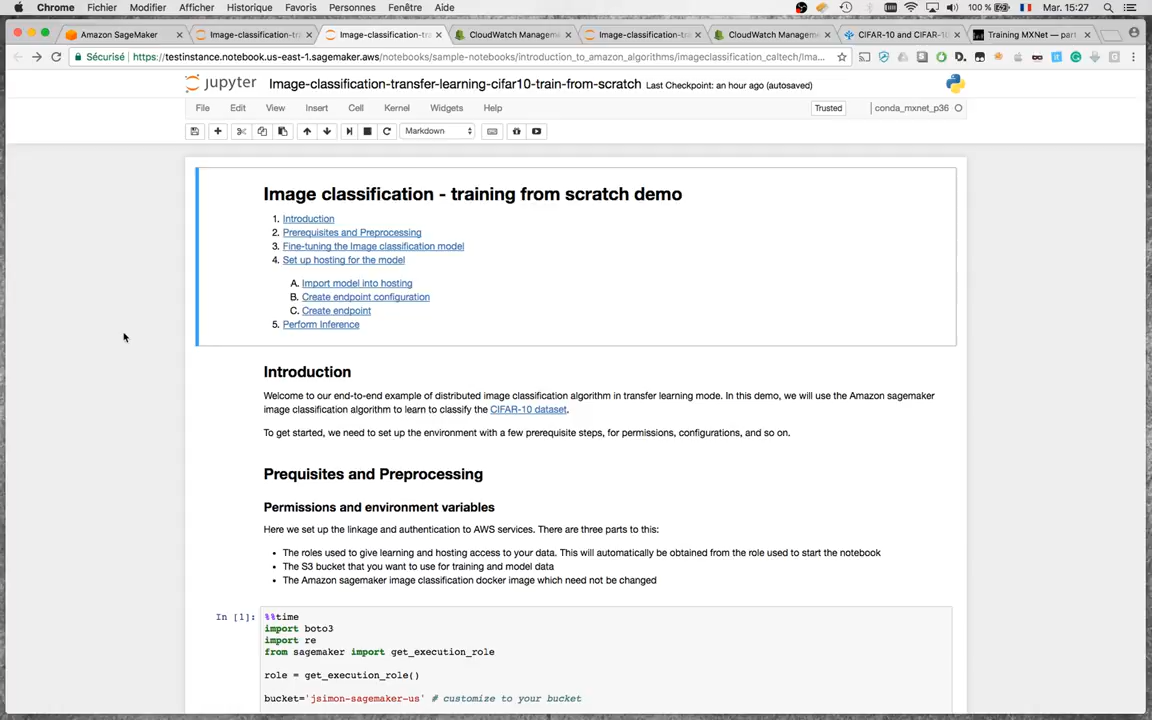 Chrome Fichier Modifier Afficher Historique Favoris Personnes Fenêtre Aide 100 % Mar. 15:27
Amazon SageMaker Image-classification-tra CloudWatch Managem Image-classification-tra CloudWatch Managem CIFAR-10 and CIFAR-10 Training MXNet — part
Image-classification-tra
Sécurisé https://testinstance.notebook.us-east-1.sagemaker.aws/notebooks/sample-notebooks/introduction_to_amazon_algorithms/imageclassification_caltech/Ima...
jupyter Image-classification-transfer-learning-cifar10-train-from-scratch Last Checkpoint: an hour ago (autosaved)
File Edit View Insert Cell Kernel Widgets Help Trusted conda_mxnet_p36
Markdown
Image classification - training from scratch demo
1. Introduction
2. Prerequisites and Preprocessing
3. Fine-tuning the Image classification model
4. Set up hosting for the model
A. Import model into hosting
B. Create endpoint configuration
C. Create endpoint
5. Perform Inference
Introduction
Welcome to our end-to-end example of distributed image classification algorithm in transfer learning mode. In this demo, we will use the Amazon sagemaker
image classification algorithm to learn to classify the CIFAR-10 dataset.
To get started, we need to set up the environment with a few prerequisite steps, for permissions, configurations, and so on.
Prequisites and Preprocessing
Permissions and environment variables
Here we set up the linkage and authentication to AWS services. There are three parts to this:
• The roles used to give learning and hosting access to your data. This will automatically be obtained from the role used to start the notebook
• The S3 bucket that you want to use for training and model data
• The Amazon sagemaker image classification docker image which need not be changed
In [1]: %%time
import boto3
import re
from sagemaker import get_execution_role
role = get_execution_role()
bucket='jsimon-sagemaker-us' # customize to your bucket